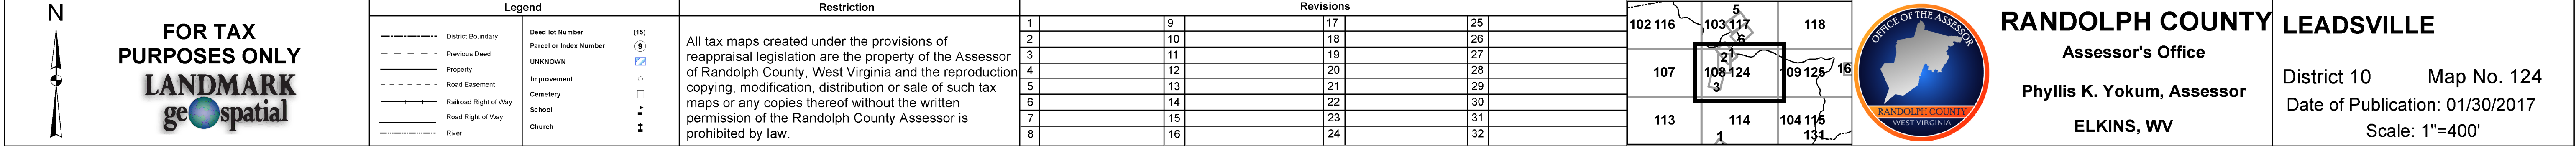 N
FOR TAX
PURPOSES ONLY
LANDMARK
geospatial
Legend
District Boundary
Previous Deed
Property
Road Easement
Railroad Right of Way
Road Right of Way
River
Deed lot Number (15)
Parcel or Index Number 9
UNKNOWN
Improvement
Cemetery
School
Church
Restriction
All tax maps created under the provisions of
reappraisal legislation are the property of the Assessor
of Randolph County, West Virginia and the reproduction
copying, modification, distribution or sale of such tax
maps or any copies thereof without the written
permission of the Randolph County Assessor is
prohibited by law.
Revisions
1 9 17 25
2 10 18 26
3 11 19 27
4 12 20 28
5 13 21 29
6 14 22 30
7 15 23 31
8 16 24 32
5
102 116 103 117 118
6
1
2
107 108 124 109 125 16
3
113 114 104 115
1 131
OFFICE OF THE ASSESSOR
RANDOLPH COUNTY
WEST VIRGINIA
RANDOLPH COUNTY
Assessor's Office
Phyllis K. Yokum, Assessor
ELKINS, WV
LEADSVILLE
District 10 Map No. 124
Date of Publication: 01/30/2017
Scale: 1"=400'